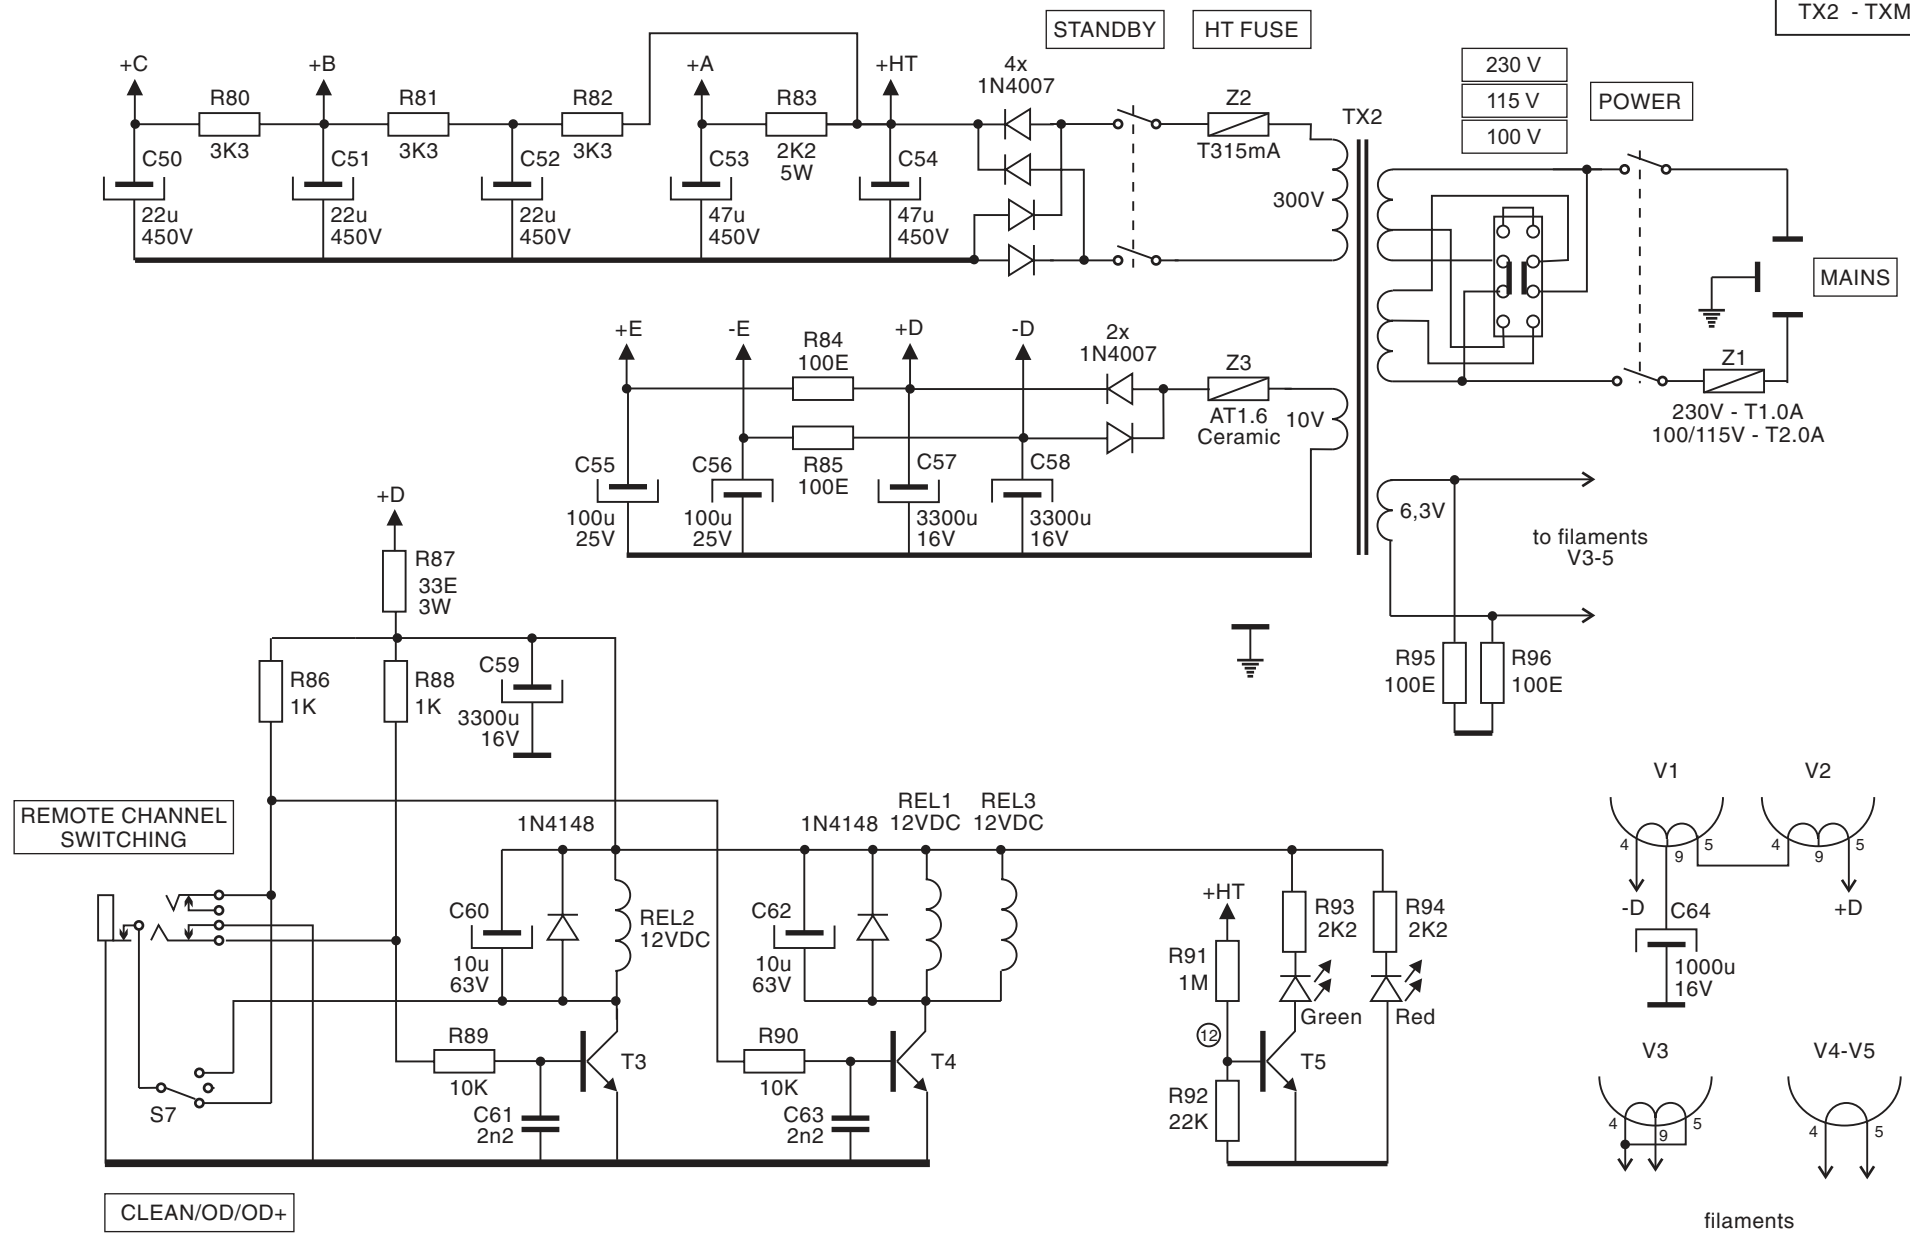 TX2 - TXM
STANDBY
HT FUSE
230 V
115 V
100 V
POWER
+C
+B
+A
+HT
4x
1N4007
R80
3K3
R81
3K3
R82
3K3
R83
2K2
5W
Z2
T315mA
TX2
300V
C50
22u
450V
C51
22u
450V
C52
22u
450V
C53
47u
450V
C54
47u
450V
MAINS
+E
-E
R84
100E
+D
-D
2x
1N4007
Z3
AT1.6
Ceramic
10V
Z1
230V - T1.0A
100/115V - T2.0A
R85
100E
C55
100u
25V
C56
100u
25V
C57
3300u
16V
C58
3300u
16V
6,3V
to filaments
V3-5
+D
R87
33E
3W
R86
1K
R88
1K
C59
3300u
16V
R95
100E
R96
100E
REMOTE CHANNEL
SWITCHING
1N4148
1N4148
REL1
12VDC
REL3
12VDC
V1
V2
4
9
5
4
9
5
-D
+D
C64
1000u
16V
C60
10u
63V
REL2
12VDC
C62
10u
63V
+HT
R91
1M
R93
2K2
R94
2K2
Green
Red
12
R89
10K
T3
R90
10K
T4
T5
S7
C61
2n2
C63
2n2
R92
22K
V3
V4-V5
4
9
5
4
5
CLEAN/OD/OD+
filaments